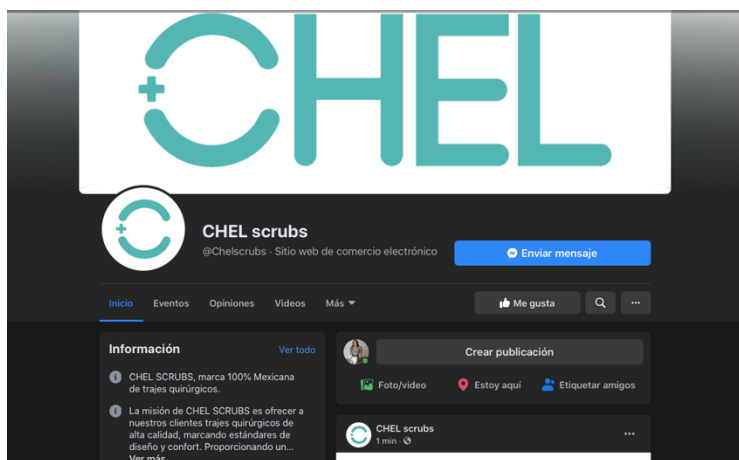 CHEL
CHEL scrubs
@Chelscrubs · Sitio web de comercio electrónico
Enviar mensaje
Inicio Eventos Opiniones Videos Más
Me gusta
Información
Ver todo
CHEL SCRUBS, marca 100% Mexicana
de trajes quirúrgicos.
La misión de CHEL SCRUBS es ofrecer a
nuestros clientes trajes quirúrgicos de
alta calidad, marcando estándares de
diseño y confort. Proporcionando un...
Ver más
Crear publicación
Foto/video Estoy aquí Etiquetar amigos
CHEL scrubs
1 min ·